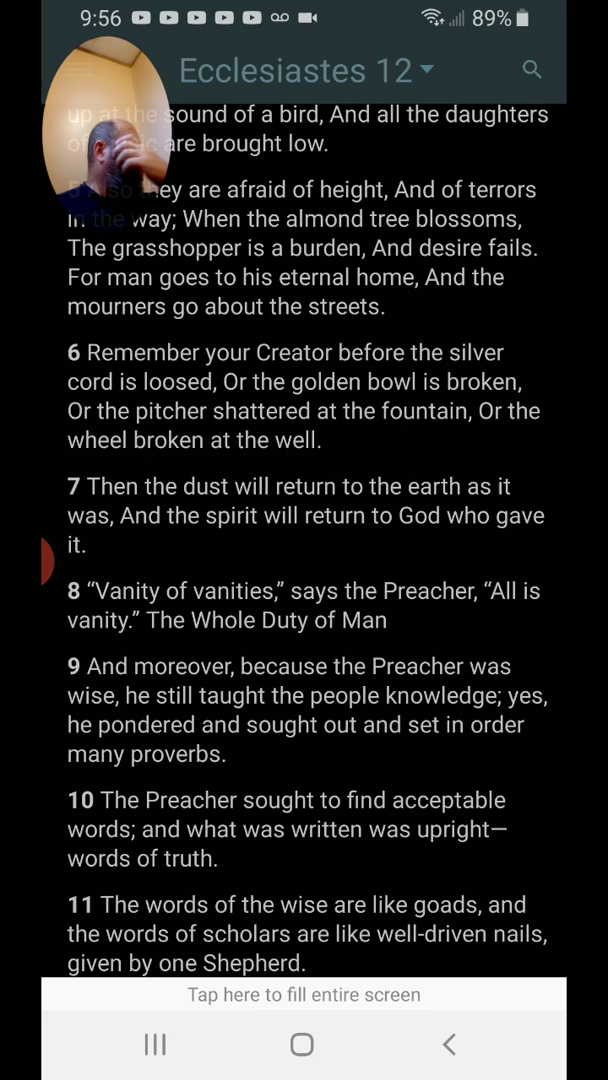 9:56
89%
Ecclesiastes 12
up at the sound of a bird, And all the daughters
of are brought low.
5 Also they are afraid of height, And of terrors
in the way; When the almond tree blossoms,
The grasshopper is a burden, And desire fails.
For man goes to his eternal home, And the
mourners go about the streets.
6 Remember your Creator before the silver
cord is loosed, Or the golden bowl is broken,
Or the pitcher shattered at the fountain, Or the
wheel broken at the well.
7 Then the dust will return to the earth as it
was, And the spirit will return to God who gave
it.
8 “Vanity of vanities,” says the Preacher, “All is
vanity.” The Whole Duty of Man
9 And moreover, because the Preacher was
wise, he still taught the people knowledge; yes,
he pondered and sought out and set in order
many proverbs.
10 The Preacher sought to find acceptable
words; and what was written was upright—
words of truth.
11 The words of the wise are like goads, and
the words of scholars are like well-driven nails,
given by one Shepherd.
Tap here to fill entire screen